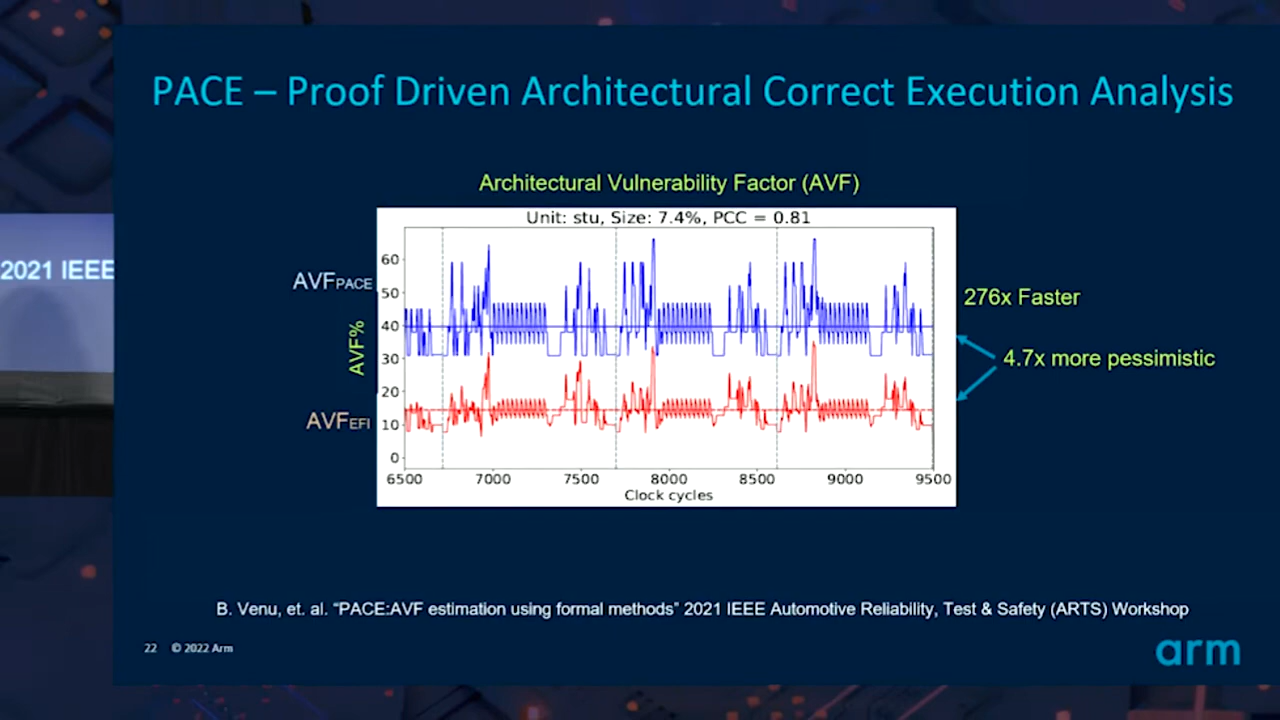 PACE – Proof Driven Architectural Correct Execution Analysis
Architectural Vulnerability Factor (AVF)
Unit: stu, Size: 7.4%, PCC = 0.81
2021 IEEE
AVFPACE
AVF%
AVFEFI
60
50
40
30
20
10
0
6500 7000 7500 8000 8500 9000 9500
Clock cycles
276x Faster
4.7x more pessimistic
B. Venu, et. al. “PACE:AVF estimation using formal methods” 2021 IEEE Automotive Reliability, Test & Safety (ARTS) Workshop
22 © 2022 Arm
arm